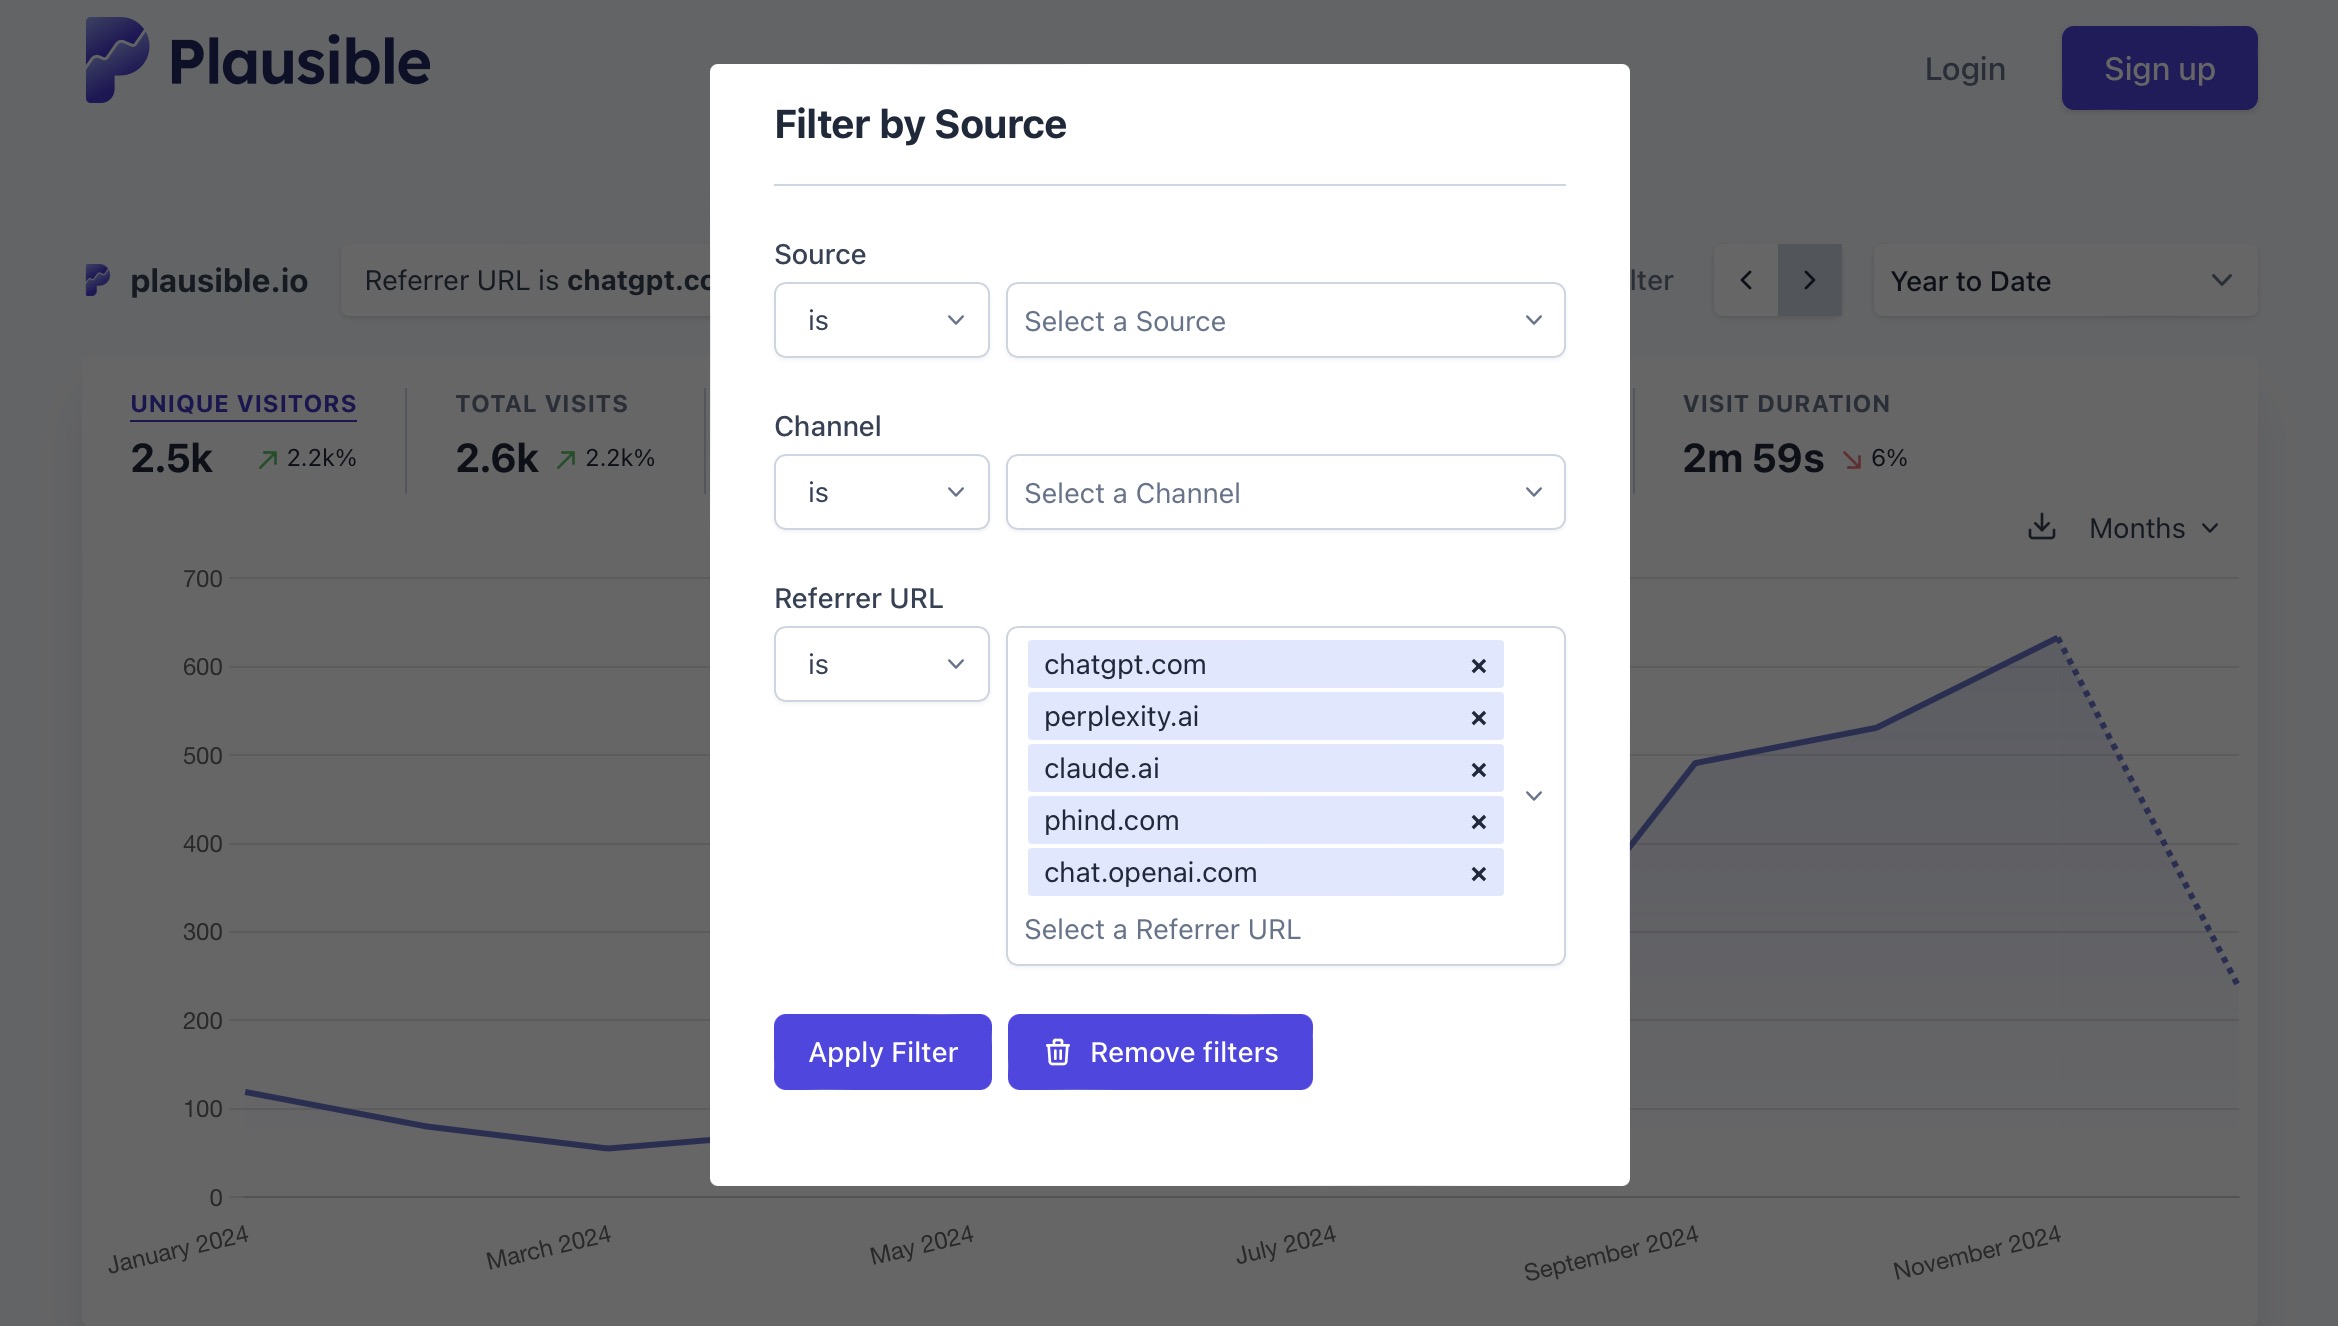 Plausible
Login
Sign up
Filter by Source
plausible.io
Referrer URL is chatgpt.co
lter
Year to Date
Source
is
Select a Source
UNIQUE VISITORS
2.5k
2.2k%
TOTAL VISITS
2.6k
2.2k%
VISIT DURATION
2m 59s
6%
Channel
is
Select a Channel
Months
Referrer URL
is
chatgpt.com
perplexity.ai
claude.ai
phind.com
chat.openai.com
Select a Referrer URL
Apply Filter
Remove filters
700
600
500
400
300
200
100
0
January 2024
March 2024
May 2024
July 2024
September 2024
November 2024